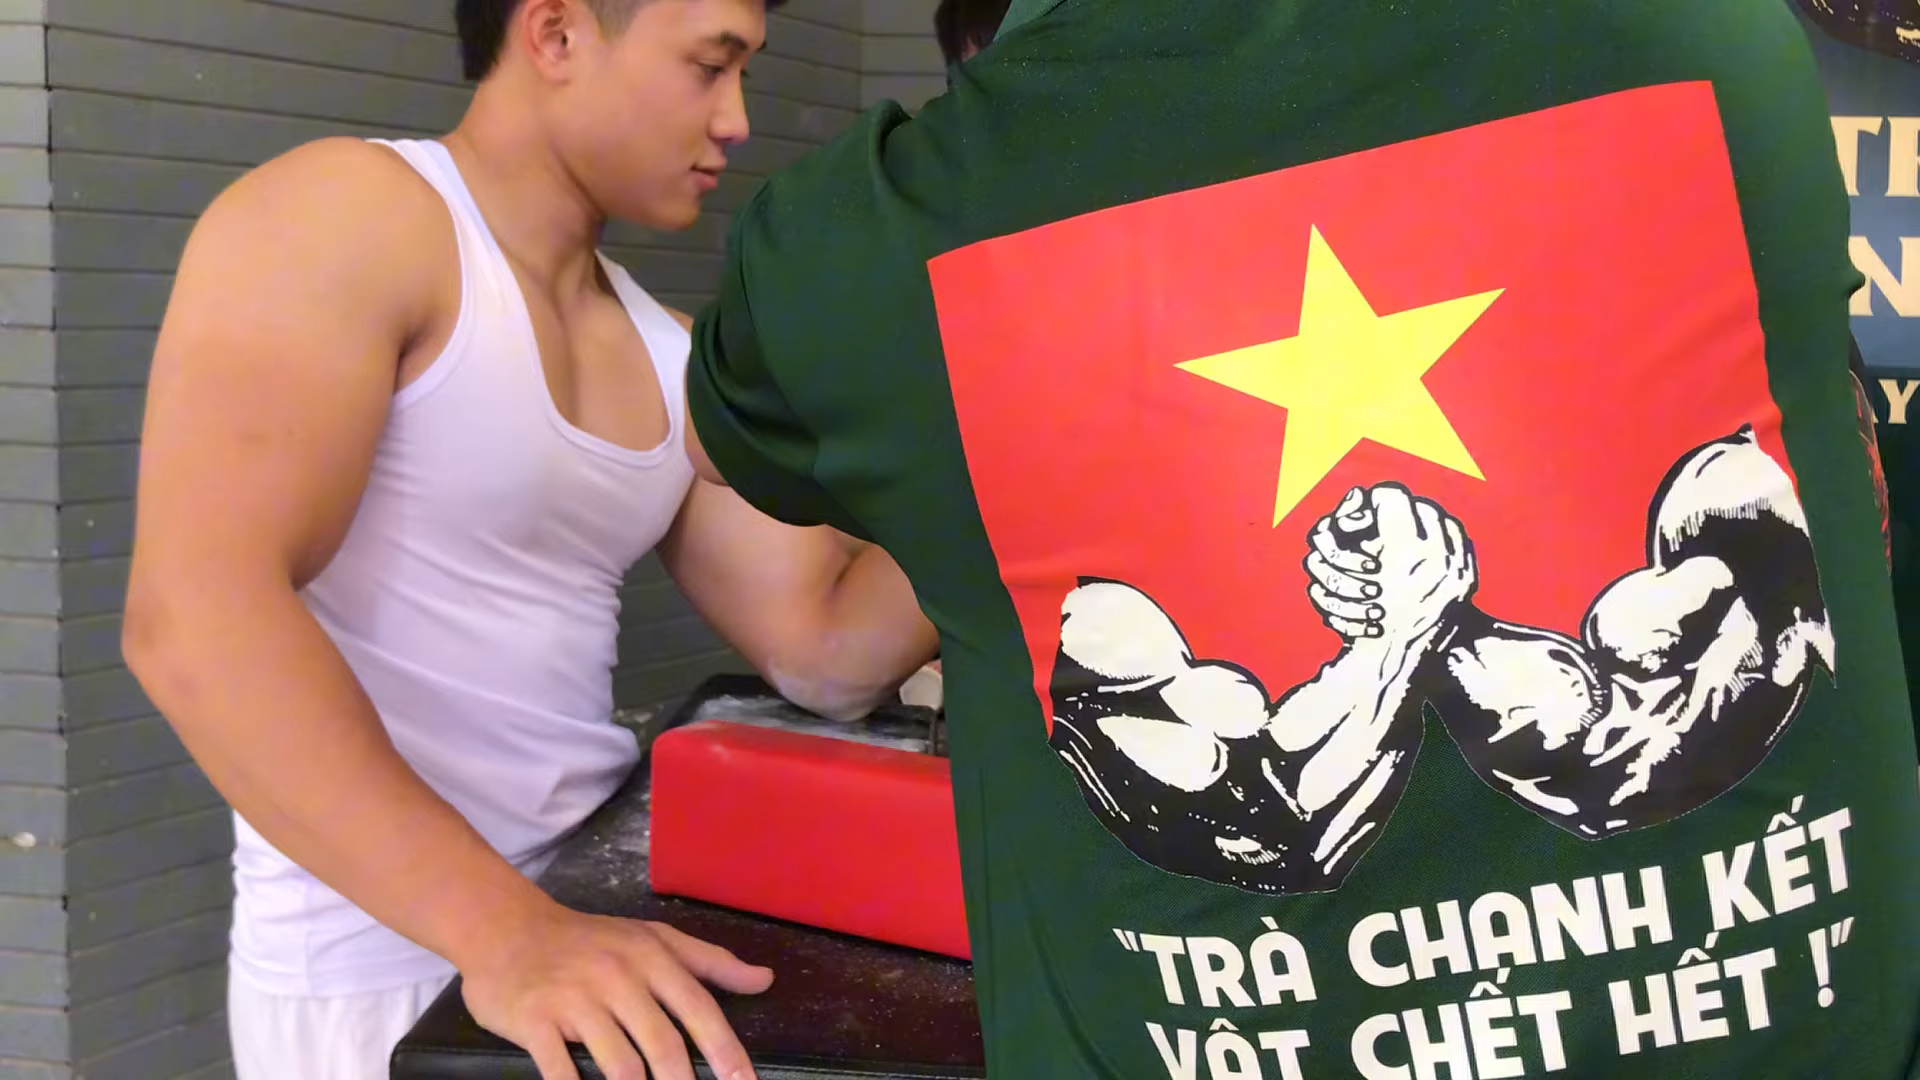 "TRÀ CHANH KẾT
VẬT CHẾT HẾT !"